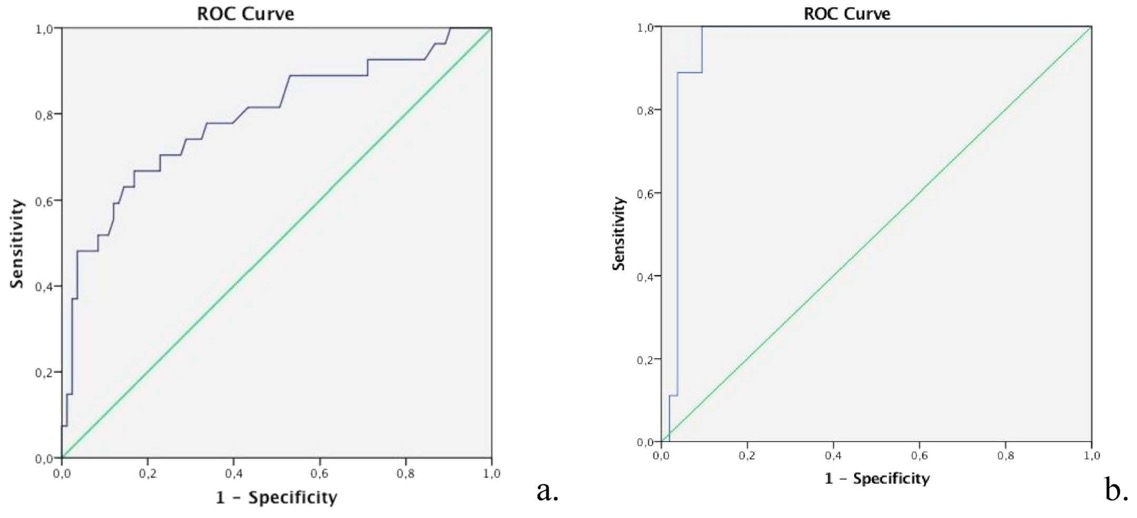 ROC Curve
1,0
0,8
0,6
0,4
0,2
0,0
Sensitivity
0,0 0,2 0,4 0,6 0,8 1,0
1 – Specificity
a.
ROC Curve
1,0
0,8
0,6
0,4
0,2
0,0
Sensitivity
0,0 0,2 0,4 0,6 0,8 1,0
1 – Specificity
b.